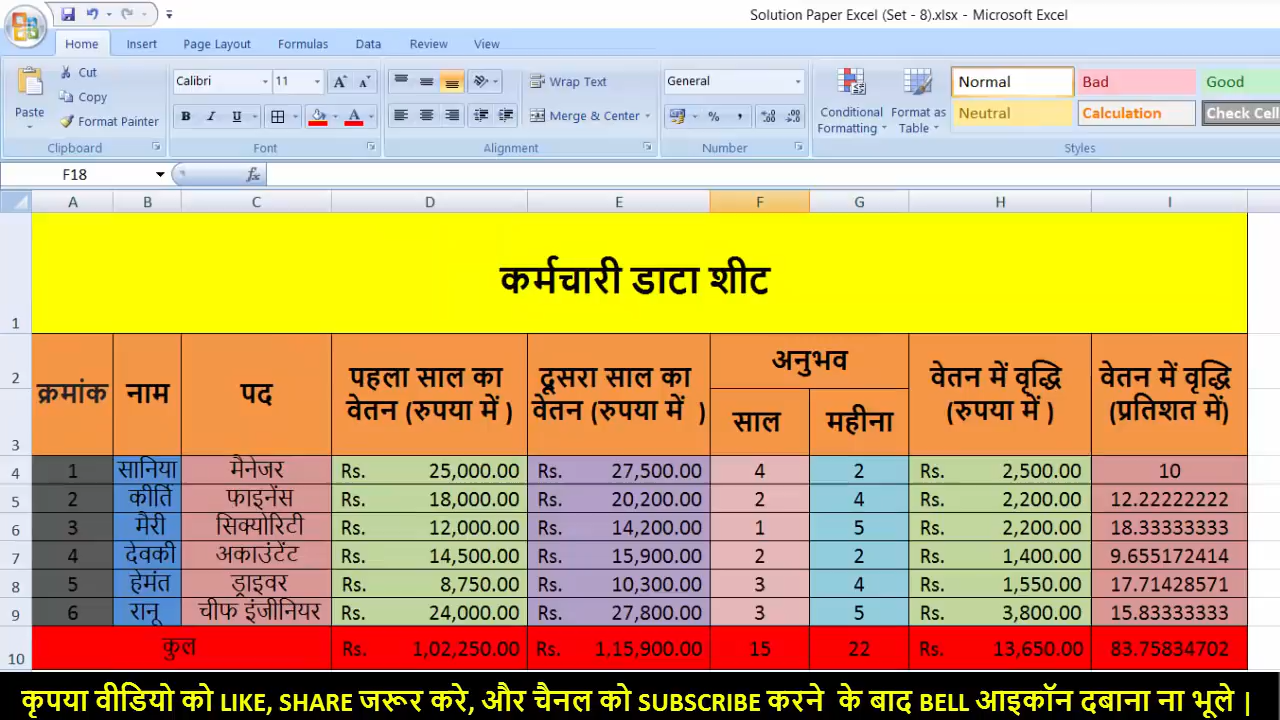 Solution Paper Excel (Set - 8).xlsx - Microsoft Excel
Home Insert Page Layout Formulas Data Review View
Paste Cut Copy Format Painter Clipboard
Calibri 11 B I U A A A Font
Wrap Text Merge & Center Alignment
General % , Number
Conditional Formatting Format as Table Normal Bad Good Neutral Calculation Check Cell Styles
F18 fx
A B C D E F G H I
1 कर्मचारी डाटा शीट
2 क्रमांक नाम पद पहला साल का वेतन (रुपया में ) दूसरा साल का वेतन (रुपया में ) अनुभव वेतन में वृद्धि (रुपया में ) वेतन में वृद्धि (प्रतिशत में)
3 साल महीना
4 1 सानिया मैनेजर Rs. 25,000.00 Rs. 27,500.00 4 2 Rs. 2,500.00 10
5 2 कीर्ति फाइनेंस Rs. 18,000.00 Rs. 20,200.00 2 4 Rs. 2,200.00 12.22222222
6 3 मैरी सिक्योरिटी Rs. 12,000.00 Rs. 14,200.00 1 5 Rs. 2,200.00 18.33333333
7 4 देवकी अकाउंटेंट Rs. 14,500.00 Rs. 15,900.00 2 2 Rs. 1,400.00 9.655172414
8 5 हेमंत ड्राइवर Rs. 8,750.00 Rs. 10,300.00 3 4 Rs. 1,550.00 17.71428571
9 6 रानू चीफ इंजीनियर Rs. 24,000.00 Rs. 27,800.00 3 5 Rs. 3,800.00 15.83333333
10 कुल Rs. 1,02,250.00 Rs. 1,15,900.00 15 22 Rs. 13,650.00 83.75834702
कृपया वीडियो को LIKE, SHARE जरूर करे, और चैनल को SUBSCRIBE करने के बाद BELL आइकॉन दबाना ना भूले |